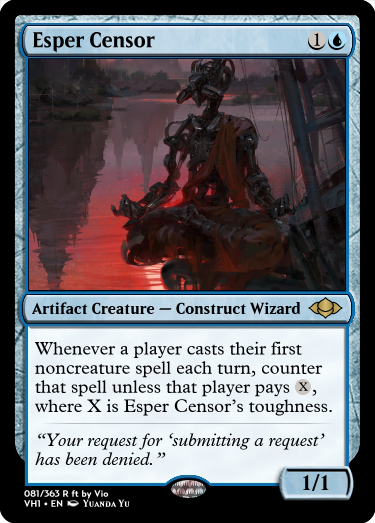 Esper Censor
1
Artifact Creature — Construct Wizard
Whenever a player casts their first
noncreature spell each turn, counter
that spell unless that player pays X,
where X is Esper Censor's toughness.
“Your request for ‘submitting a request’
has been denied.”
1/1
081/363 R ft by Vio
VH1 • EN Yuanda Yu